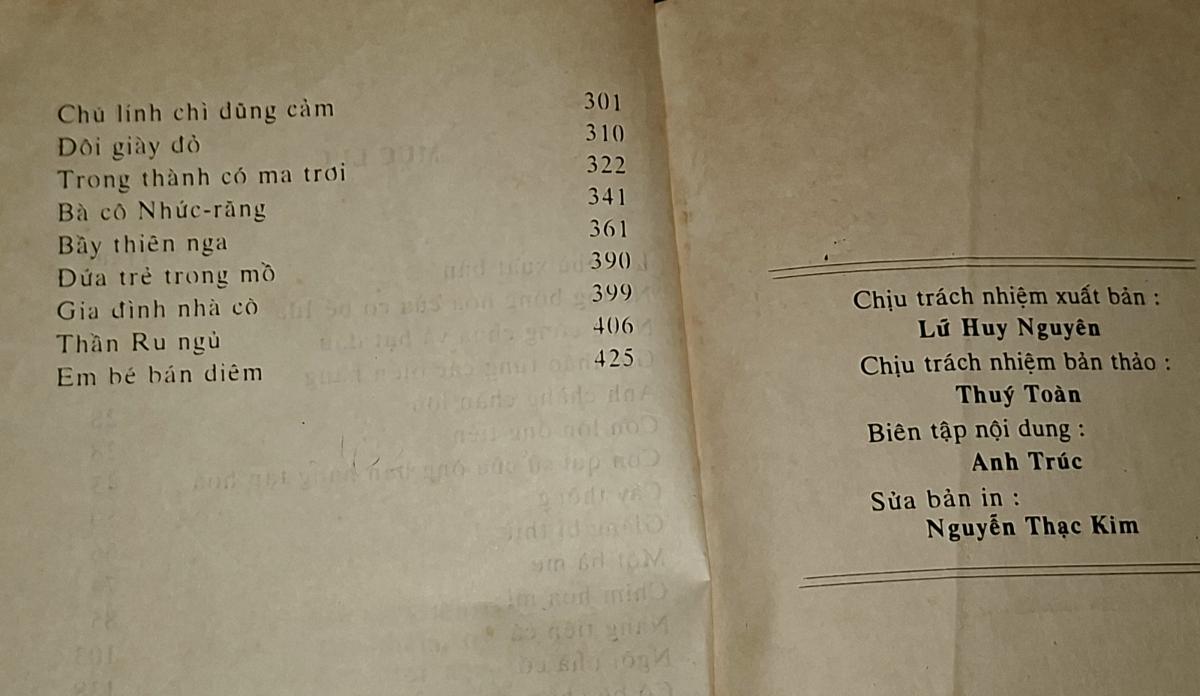 Chú lính chì dũng cảm 301
Đôi giày đỏ 310
Trong thành có ma trơi 322
Bà cô Nhức-răng 341
Bầy thiên nga 361
Đứa trẻ trong mồ 390
Gia đình nhà cô 399
Thần Ru ngủ 406
Em bé bán diêm 425
Chịu trách nhiệm xuất bản :
Lữ Huy Nguyên
Chịu trách nhiệm bản thảo :
Thuý Toàn
Biên tập nội dung :
Anh Trúc
Sửa bản in :
Nguyễn Thạc Kim